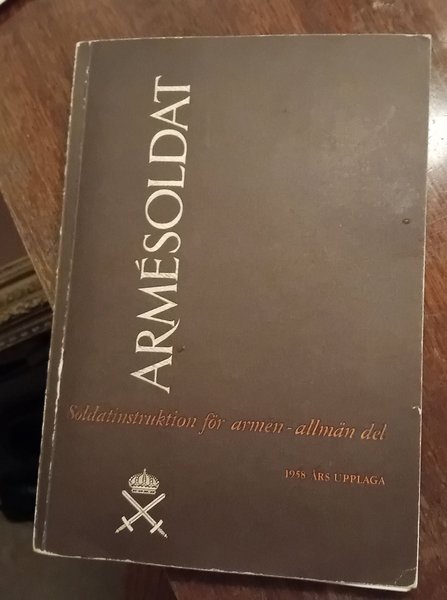 ARMÉSOLDAT
Soldatinstruktion för armén - allmän del
1958 ÅRS UPPLAGA